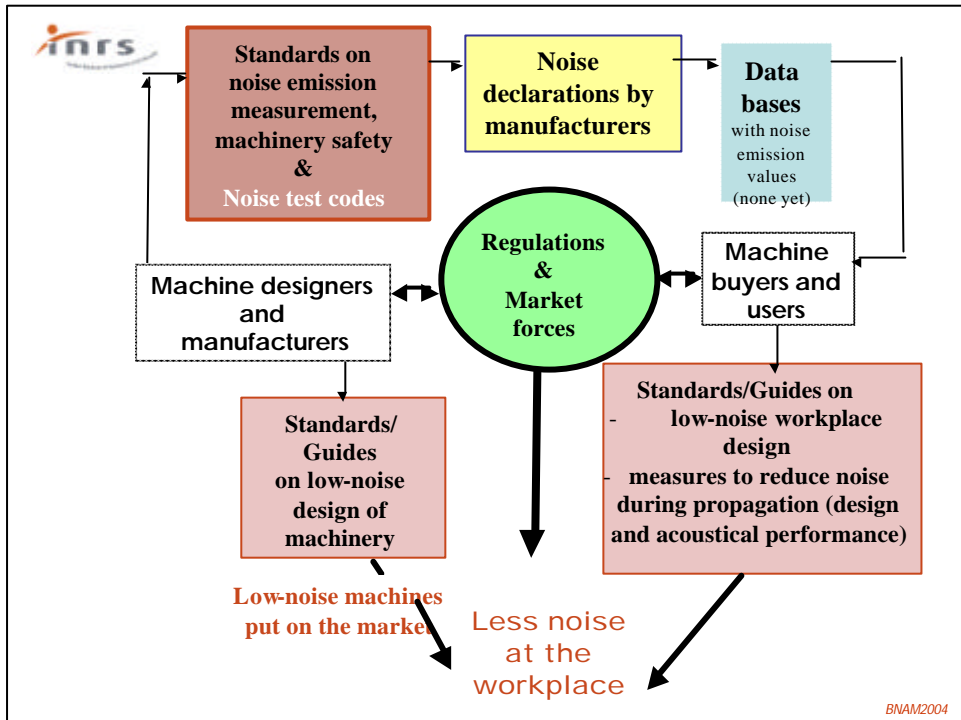 inrs
Standards on
noise emission
measurement,
machinery safety
&
Noise test codes
Noise
declarations by
manufacturers
Data
bases
with noise
emission
values
(none yet)
Regulations
&
Market
forces
Machine designers
and
manufacturers
Machine
buyers and
users
Standards/
Guides
on low-noise
design of
machinery
Standards/Guides on
- low-noise workplace
design
- measures to reduce noise
during propagation (design
and acoustical performance)
Low-noise machines
put on the market
Less noise
at the
workplace
BNAM2004